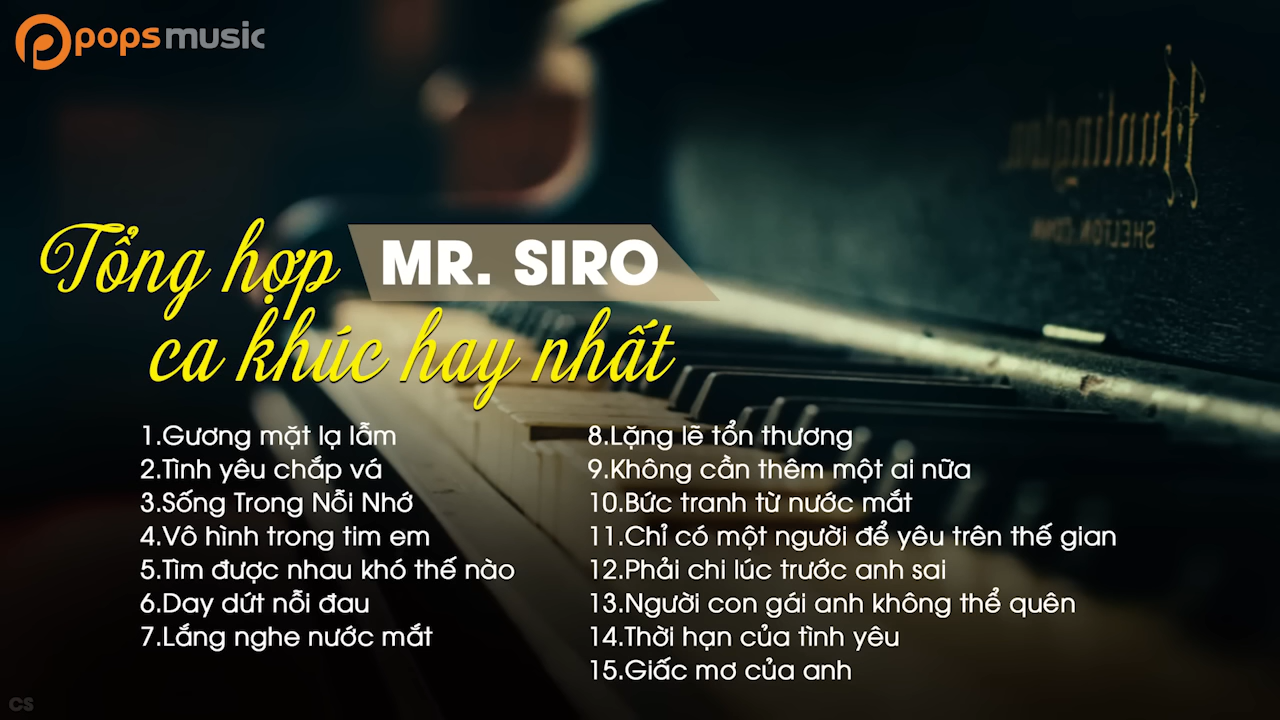 pops music
Tổng hợp MR. SIRO
ca khúc hay nhất
1.Gương mặt lạ lẫm
2.Tình yêu chắp vá
3.Sống Trong Nỗi Nhớ
4.Vô hình trong tim em
5.Tìm được nhau khó thế nào
6.Day dứt nỗi đau
7.Lắng nghe nước mắt
8.Lặng lẽ tổn thương
9.Không cần thêm một ai nữa
10.Bức tranh từ nước mắt
11.Chỉ có một người để yêu trên thế gian
12.Phải chi lúc trước anh sai
13.Người con gái anh không thể quên
14.Thời hạn của tình yêu
15.Giấc mơ của anh
Huntington
SHELTON CONN
CS